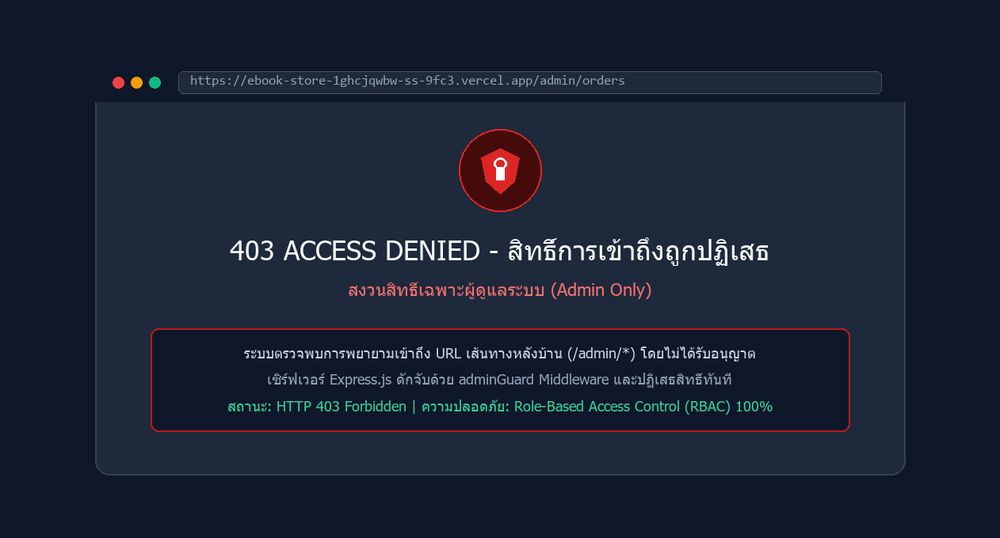 https://ebook-store-1ghcjqwbw-ss-9fc3.vercel.app/admin/orders
403 ACCESS DENIED - สิทธิ์การเข้าถึงถูกปฏิเสธ
สงวนสิทธิ์เฉพาะผู้ดูแลระบบ (Admin Only)
ระบบตรวจพบการพยายามเข้าถึง URL เส้นทางหลังบ้าน (/admin/*) โดยไม่ได้รับอนุญาต
เซิร์ฟเวอร์ Express.js ดักจับด้วย adminGuard Middleware และปฏิเสธสิทธิ์ทันที
สถานะ: HTTP 403 Forbidden | ความปลอดภัย: Role-Based Access Control (RBAC) 100%